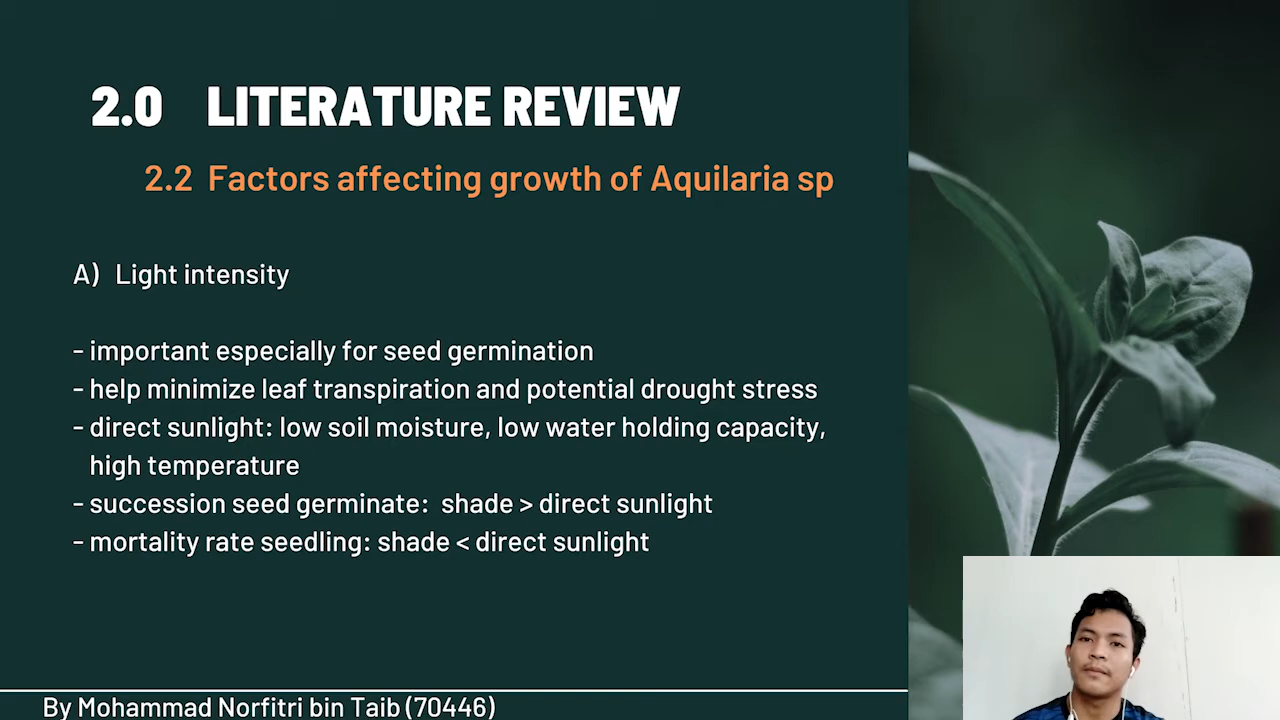 2.0 LITERATURE REVIEW
2.2 Factors affecting growth of Aquilaria sp
A) Light intensity
- important especially for seed germination
- help minimize leaf transpiration and potential drought stress
- direct sunlight: low soil moisture, low water holding capacity,
high temperature
- succession seed germinate: shade > direct sunlight
- mortality rate seedling: shade < direct sunlight
By Mohammad Norfitri bin Taib (70446)